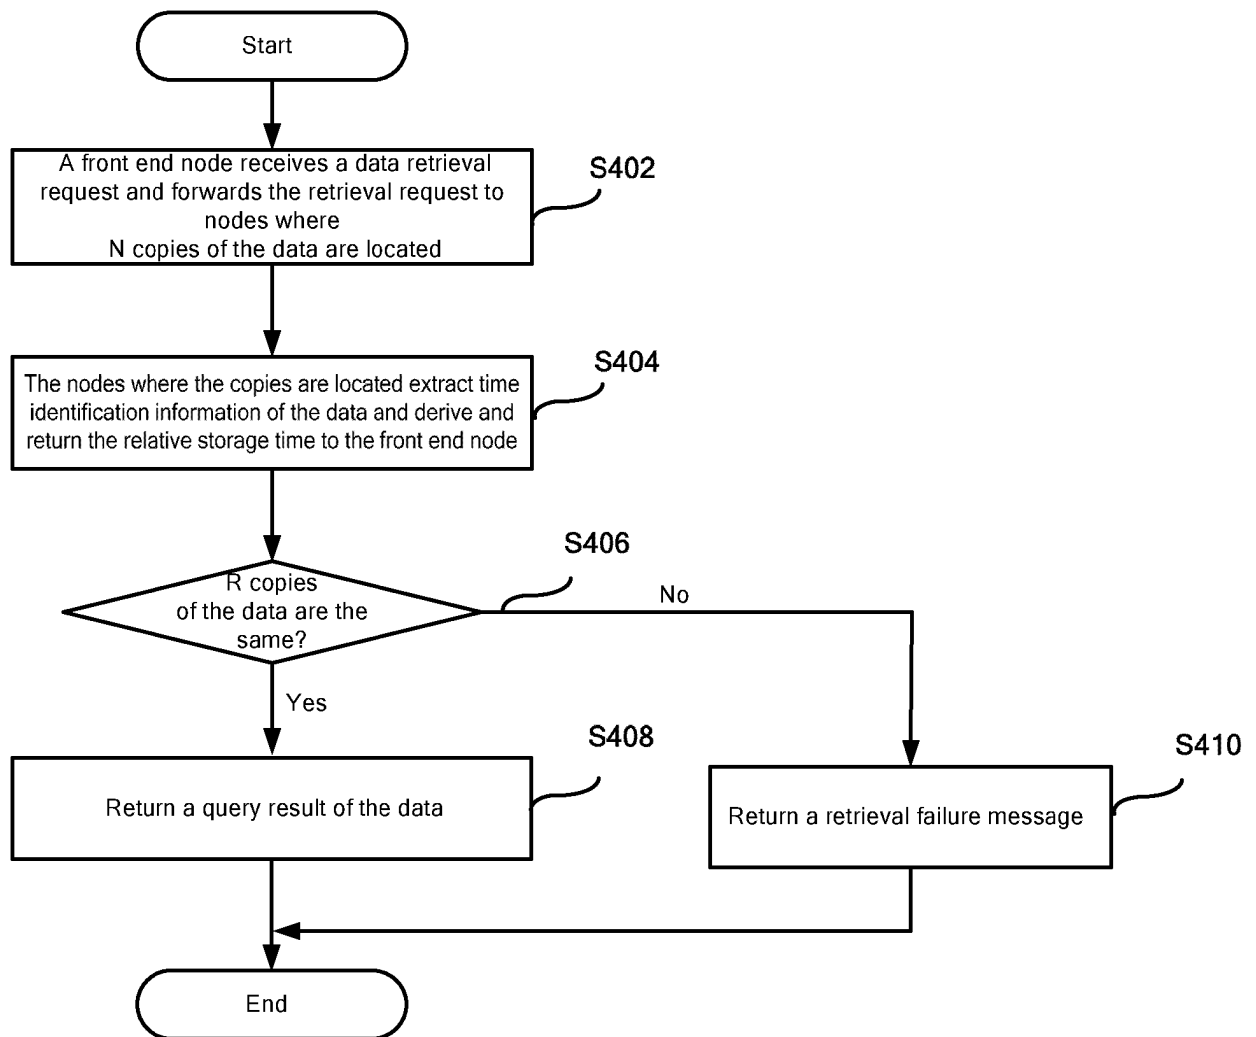 Start
A front end node receives a data retrieval
request and forwards the retrieval request to
nodes where
N copies of the data are located
S402
The nodes where the copies are located extract time
identification information of the data and derive and
return the relative storage time to the front end node
S404
R copies
of the data are the
same?
S406
No
Yes
Return a query result of the data
S408
Return a retrieval failure message
S410
End